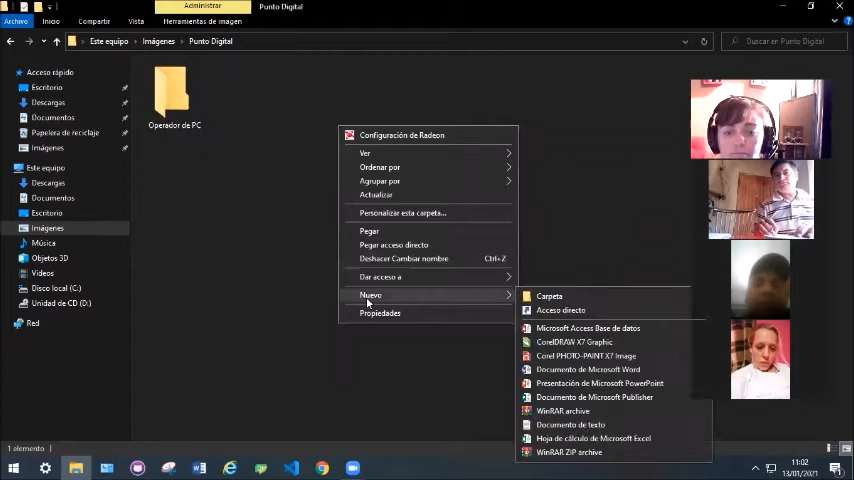 Administrar
Punto Digital
Archivo
Inicio
Compartir
Vista
Herramientas de imagen
Este equipo
Imágenes
Punto Digital
Buscar en Punto Digital
Acceso rápido
Escritorio
Descargas
Documentos
Papelera de reciclaje
Imágenes
Este equipo
Descargas
Documentos
Escritorio
Imágenes
Música
Objetos 3D
Videos
Disco local (C:)
Unidad de CD (D:)
Red
Operador de PC
Configuración de Radeon
Ver
Ordenar por
Agrupar por
Actualizar
Personalizar esta carpeta...
Pegar
Pegar acceso directo
Deshacer Cambiar nombre Ctrl+Z
Dar acceso a
Nuevo
Propiedades
Carpeta
Acceso directo
Microsoft Access Base de datos
CorelDRAW X7 Graphic
Corel PHOTO-PAINT X7 Image
Documento de Microsoft Word
Presentación de Microsoft PowerPoint
Documento de Microsoft Publisher
WinRAR archive
Documento de texto
Hoja de cálculo de Microsoft Excel
WinRAR ZIP archive
1 elemento
11:02
13/01/2021